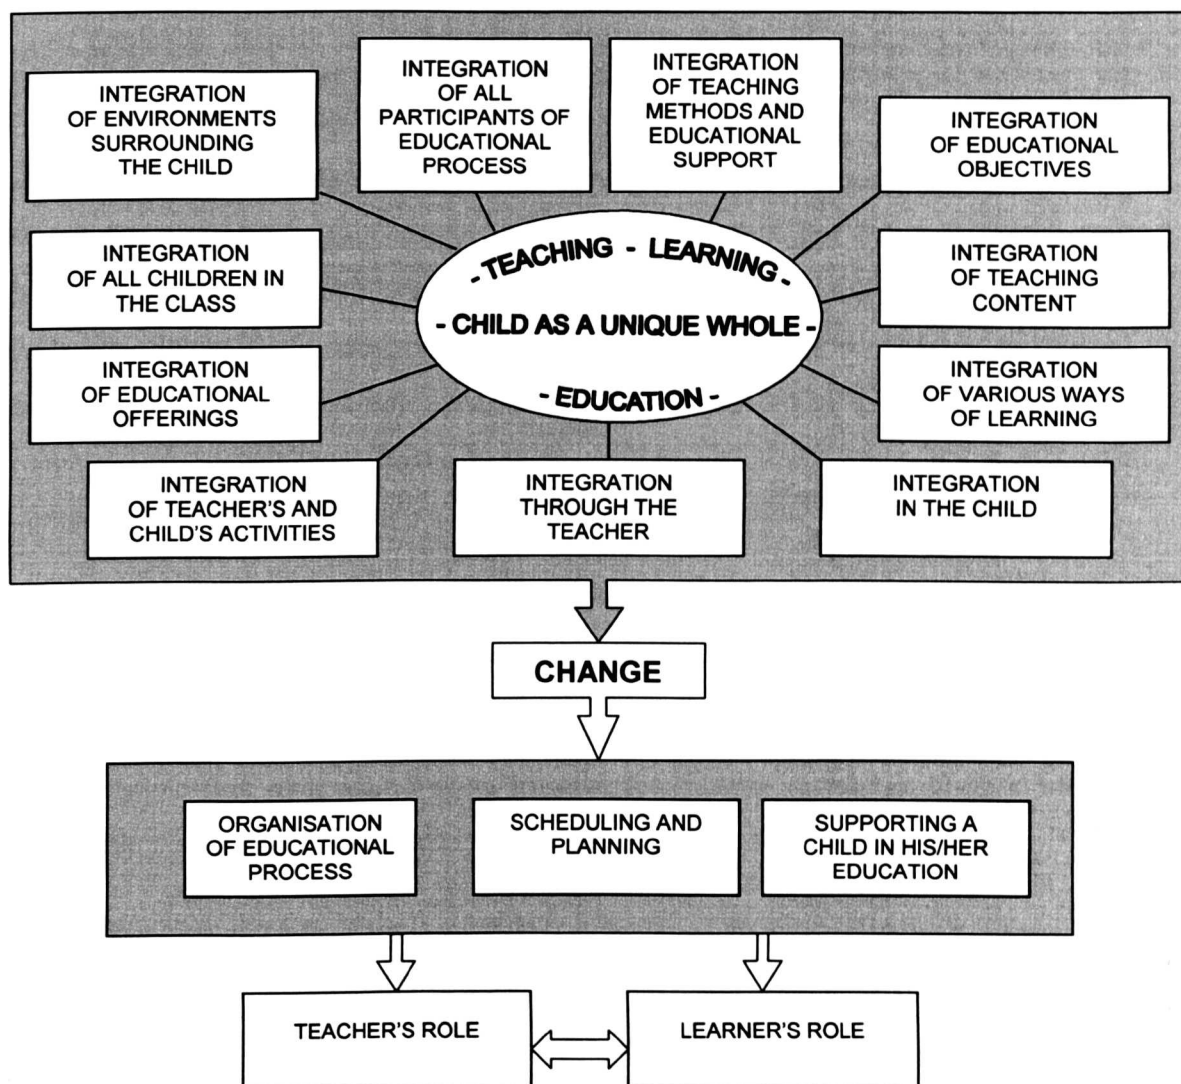 INTEGRATION
OF ENVIRONMENTS
SURROUNDING
THE CHILD
INTEGRATION
OF ALL
PARTICIPANTS OF
EDUCATIONAL
PROCESS
INTEGRATION
OF TEACHING
METHODS AND
EDUCATIONAL
SUPPORT
INTEGRATION
OF EDUCATIONAL
OBJECTIVES
INTEGRATION
OF ALL CHILDREN IN
THE CLASS
- TEACHING - LEARNING -
- CHILD AS A UNIQUE WHOLE -
- EDUCATION -
INTEGRATION
OF TEACHING
CONTENT
INTEGRATION
OF EDUCATIONAL
OFFERINGS
INTEGRATION
OF VARIOUS WAYS
OF LEARNING
INTEGRATION
OF TEACHER'S AND
CHILD'S ACTIVITIES
INTEGRATION
THROUGH THE
TEACHER
INTEGRATION
IN THE CHILD
CHANGE
ORGANISATION
OF EDUCATIONAL
PROCESS
SCHEDULING AND
PLANNING
SUPPORTING A
CHILD IN HIS/HER
EDUCATION
TEACHER'S ROLE
LEARNER'S ROLE